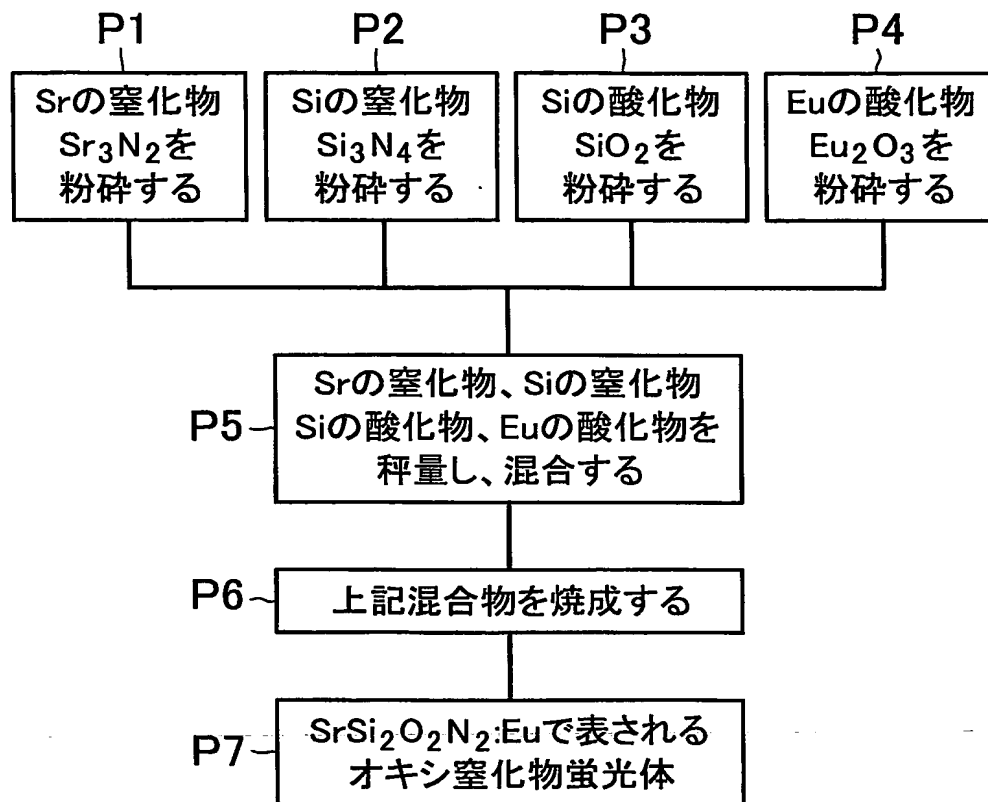 P1
P2
P3
P4
Srの窒化物
Sr₃N₂を
粉砕する
Siの窒化物
Si₃N₄を
粉砕する
Siの酸化物
SiO₂を
粉砕する
Euの酸化物
Eu₂O₃を
粉砕する
P5
Srの窒化物、Siの窒化物
Siの酸化物、Euの酸化物を
秤量し、混合する
P6
上記混合物を焼成する
P7
SrSi₂O₂N₂:Euで表される
オキシ窒化物蛍光体